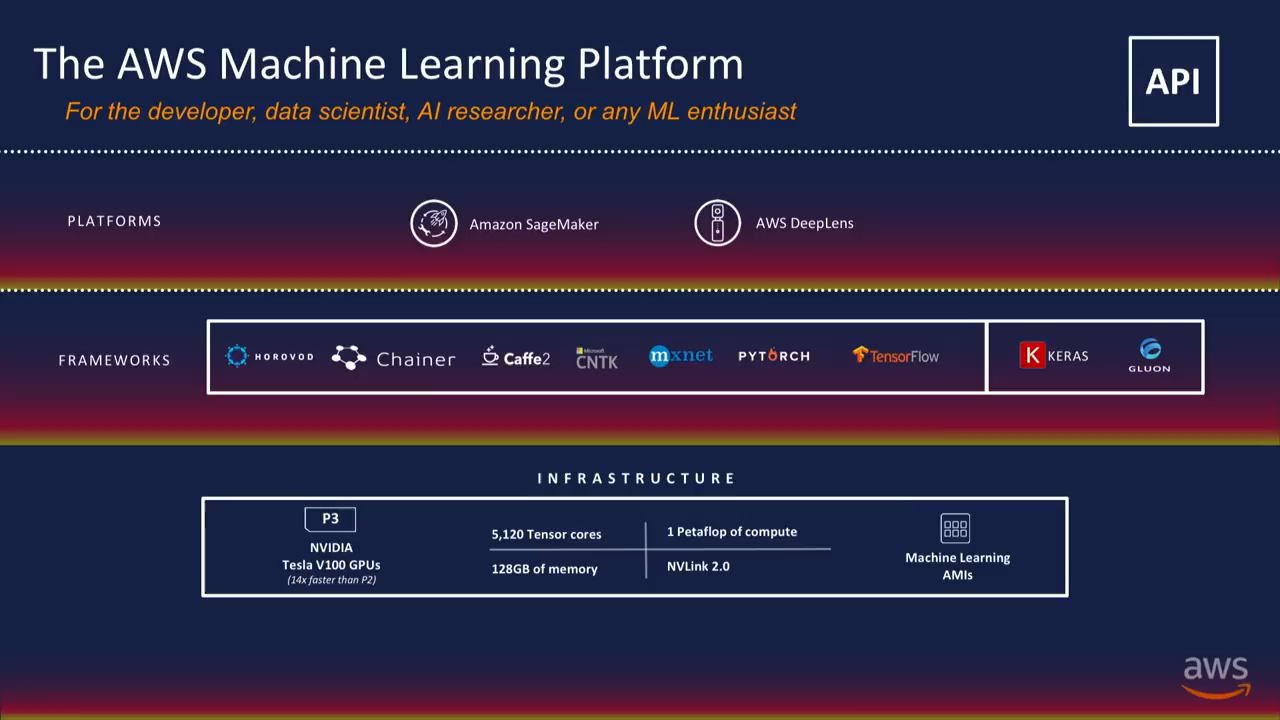 The AWS Machine Learning Platform
API
For the developer, data scientist, AI researcher, or any ML enthusiast
PLATFORMS
Amazon SageMaker
AWS DeepLens
FRAMEWORKS
HOROVOD
Chainer
Caffe2
Microsoft
CNTK
mxnet
PYTORCH
TensorFlow
K KERAS
GLUON
INFRASTRUCTURE
P3
NVIDIA
Tesla V100 GPUs
(14x faster than P2)
5,120 Tensor cores
1 Petaflop of compute
128GB of memory
NVLink 2.0
Machine Learning
AMIs
aws